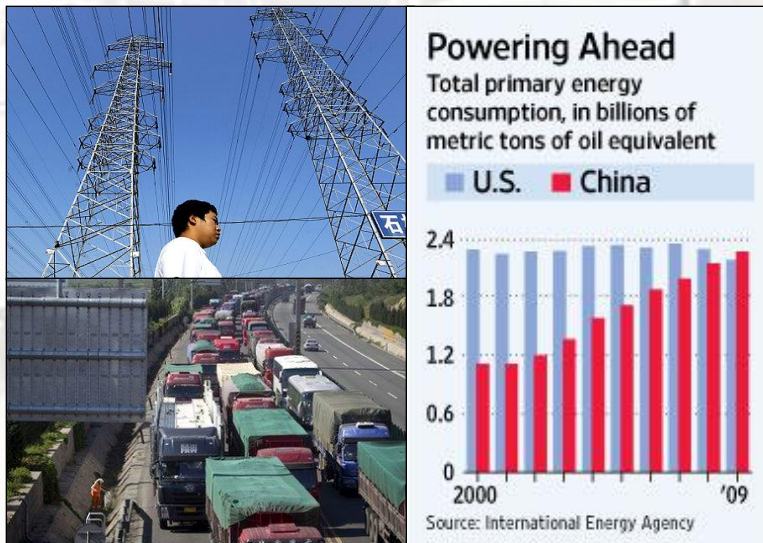 石
Powering Ahead
Total primary energy
consumption, in billions of
metric tons of oil equivalent
U.S. China
2.4
1.8
1.2
0.6
0
2000 '09
Source: International Energy Agency